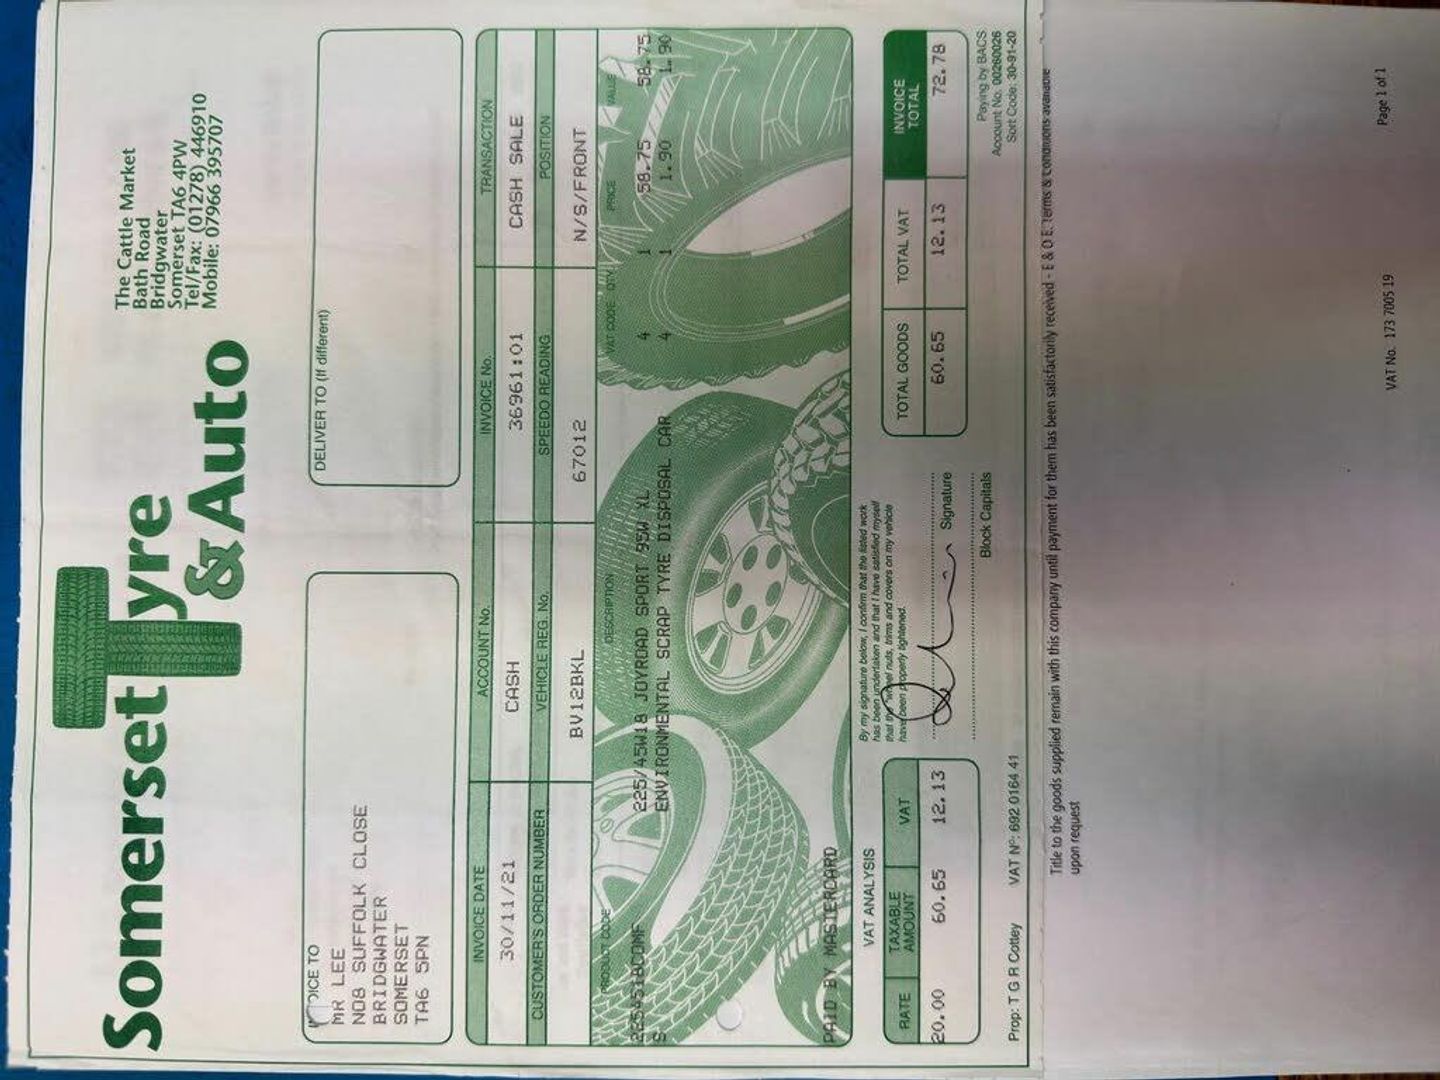 Somerset Tyre
& Auto
The Cattle Market
Bath Road
Bridgwater
Somerset TA6 4PW
Tel/Fax: (01278) 446910
Mobile: 07966 395707
OICE TO
MR LEE
NO8 SUFFOLK CLOSE
BRIDGWATER
SOMERSET
TA6 5PN
DELIVER TO (If different)
INVOICE DATE ACCOUNT No. INVOICE No. TRANSACTION
30/11/21 CASH 36961:01 CASH SALE
CUSTOMER'S ORDER NUMBER VEHICLE REG. No. SPEEDO READING POSITION
BV12BKL 67012 N/S/FRONT
PRODUCT CODE DESCRIPTION VAT CODE QTY PRICE VALUE
225/45W18 JOYROAD SPORT 95W XL 4 1 58.75 58.75
S ENVIRONMENTAL SCRAP TYRE DISPOSAL CAR 4 1 1.90 1.90
PAID BY MASTERCARD
VAT ANALYSIS
RATE TAXABLE AMOUNT VAT
20.00 60.65 12.13
By my signature below, I confirm that the listed work
has been undertaken and that I have satisfied myself
that the wheel nuts, trims and covers on my vehicle
have been properly tightened.
Signature
Block Capitals
TOTAL GOODS TOTAL VAT INVOICE TOTAL
60.65 12.13 72.78
Paying by BACS
Account No. 00260026
Sort Code: 30-91-20
Prop: T G R Cottey VAT Nº: 692 0164 41
Title to the goods supplied remain with this company until payment for them has been satisfactorily received - E & O E. Terms & Conditions available
upon request
VAT No. 173 7005 19
Page 1 of 1